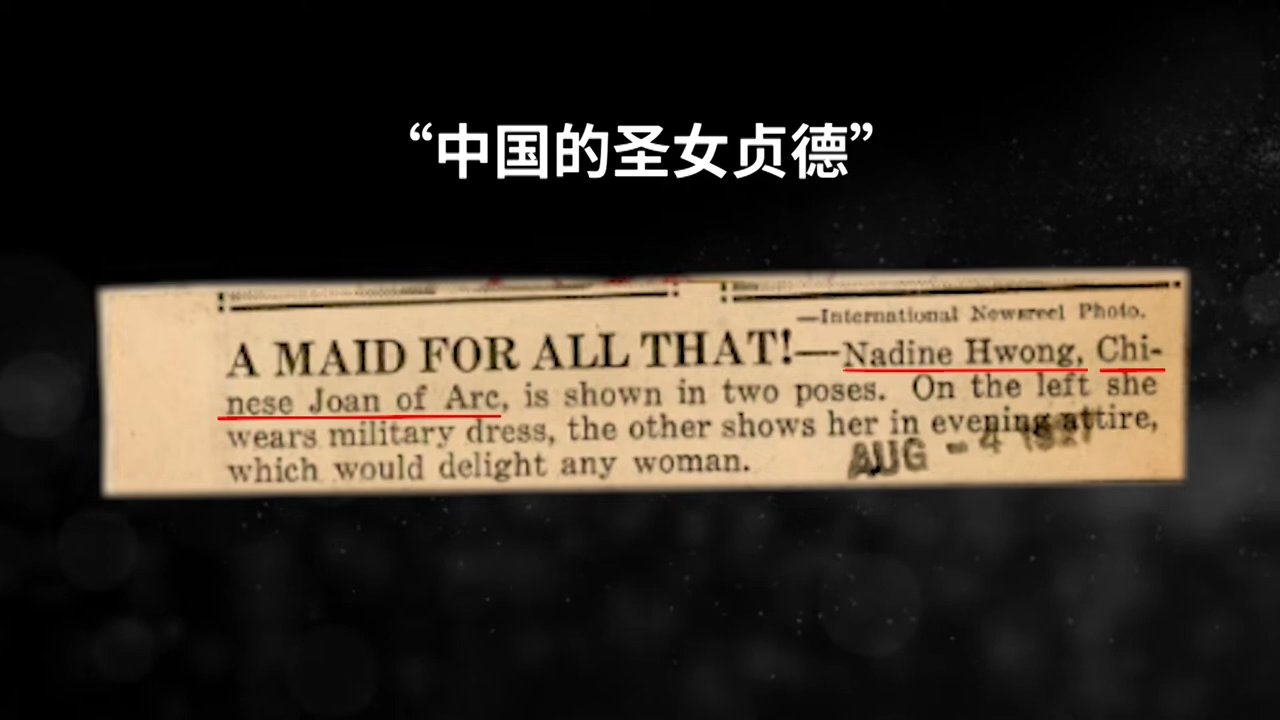 “中国的圣女贞德”
—International Newsreel Photo.
A MAID FOR ALL THAT!—Nadine Hwong, Chi-
nese Joan of Arc, is shown in two poses. On the left she
wears military dress, the other shows her in evening attire,
which would delight any woman.
AUG - 4